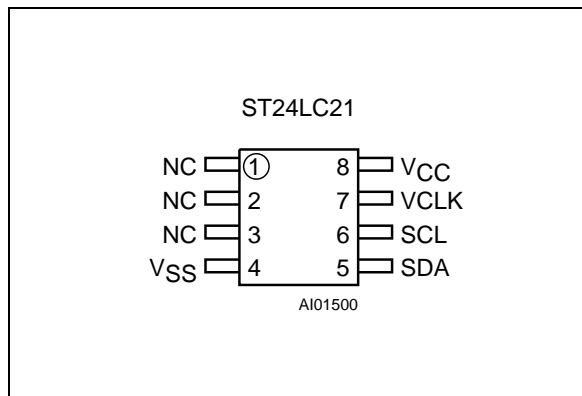 ST24LC21
NC 1 8 VCC
NC 2 7 VCLK
NC 3 6 SCL
VSS 4 5 SDA
AI01500